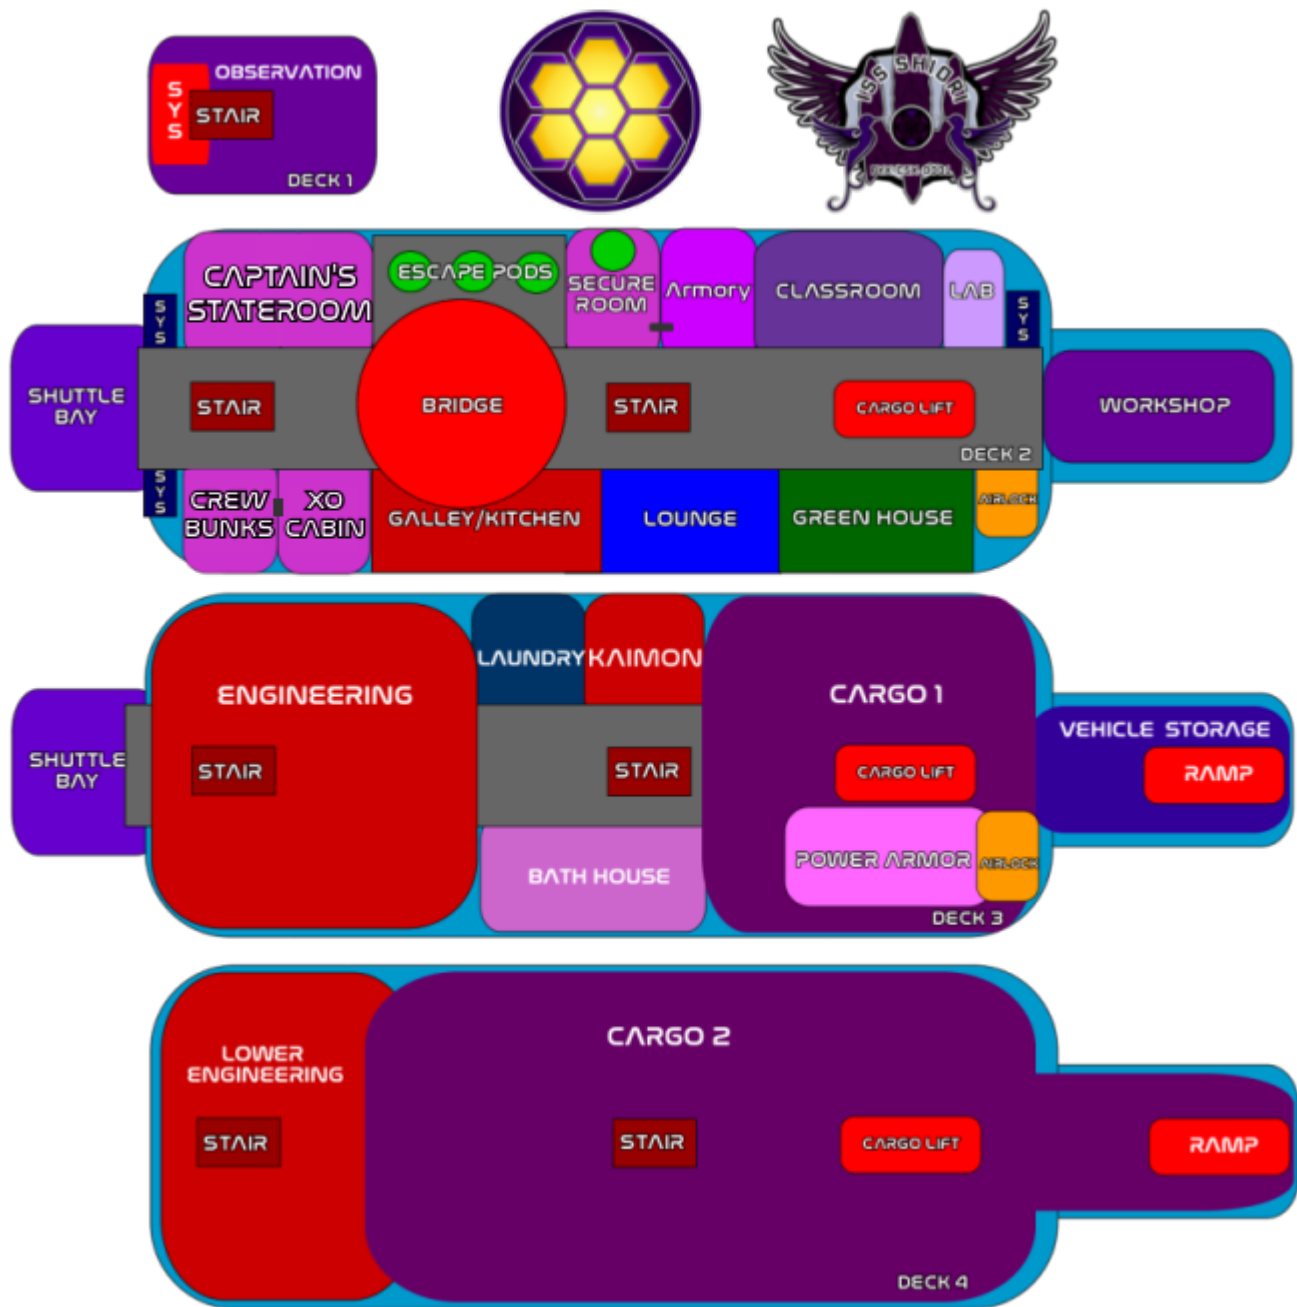 OBSERVATION
SYS
STAIR
DECK 1
ISS SHIDRII
CAPTAIN'S
STATEROOM
ESCAPE PODS
SECURE
ROOM
Armory
CLASSROOM
LAB
SYS
SYS
SHUTTLE
BAY
STAIR
BRIDGE
STAIR
CARGO LIFT
WORKSHOP
DECK 2
SYS
CREW
BUNKS
XO
CABIN
GALLEY/KITCHEN
LOUNGE
GREEN HOUSE
AIRLOCK
LAUNDRY
KAIMON
ENGINEERING
CARGO 1
VEHICLE STORAGE
SHUTTLE
BAY
STAIR
STAIR
CARGO LIFT
RAMP
POWER ARMOR
AIRLOCK
BATH HOUSE
DECK 3
CARGO 2
LOWER
ENGINEERING
STAIR
STAIR
CARGO LIFT
RAMP
DECK 4